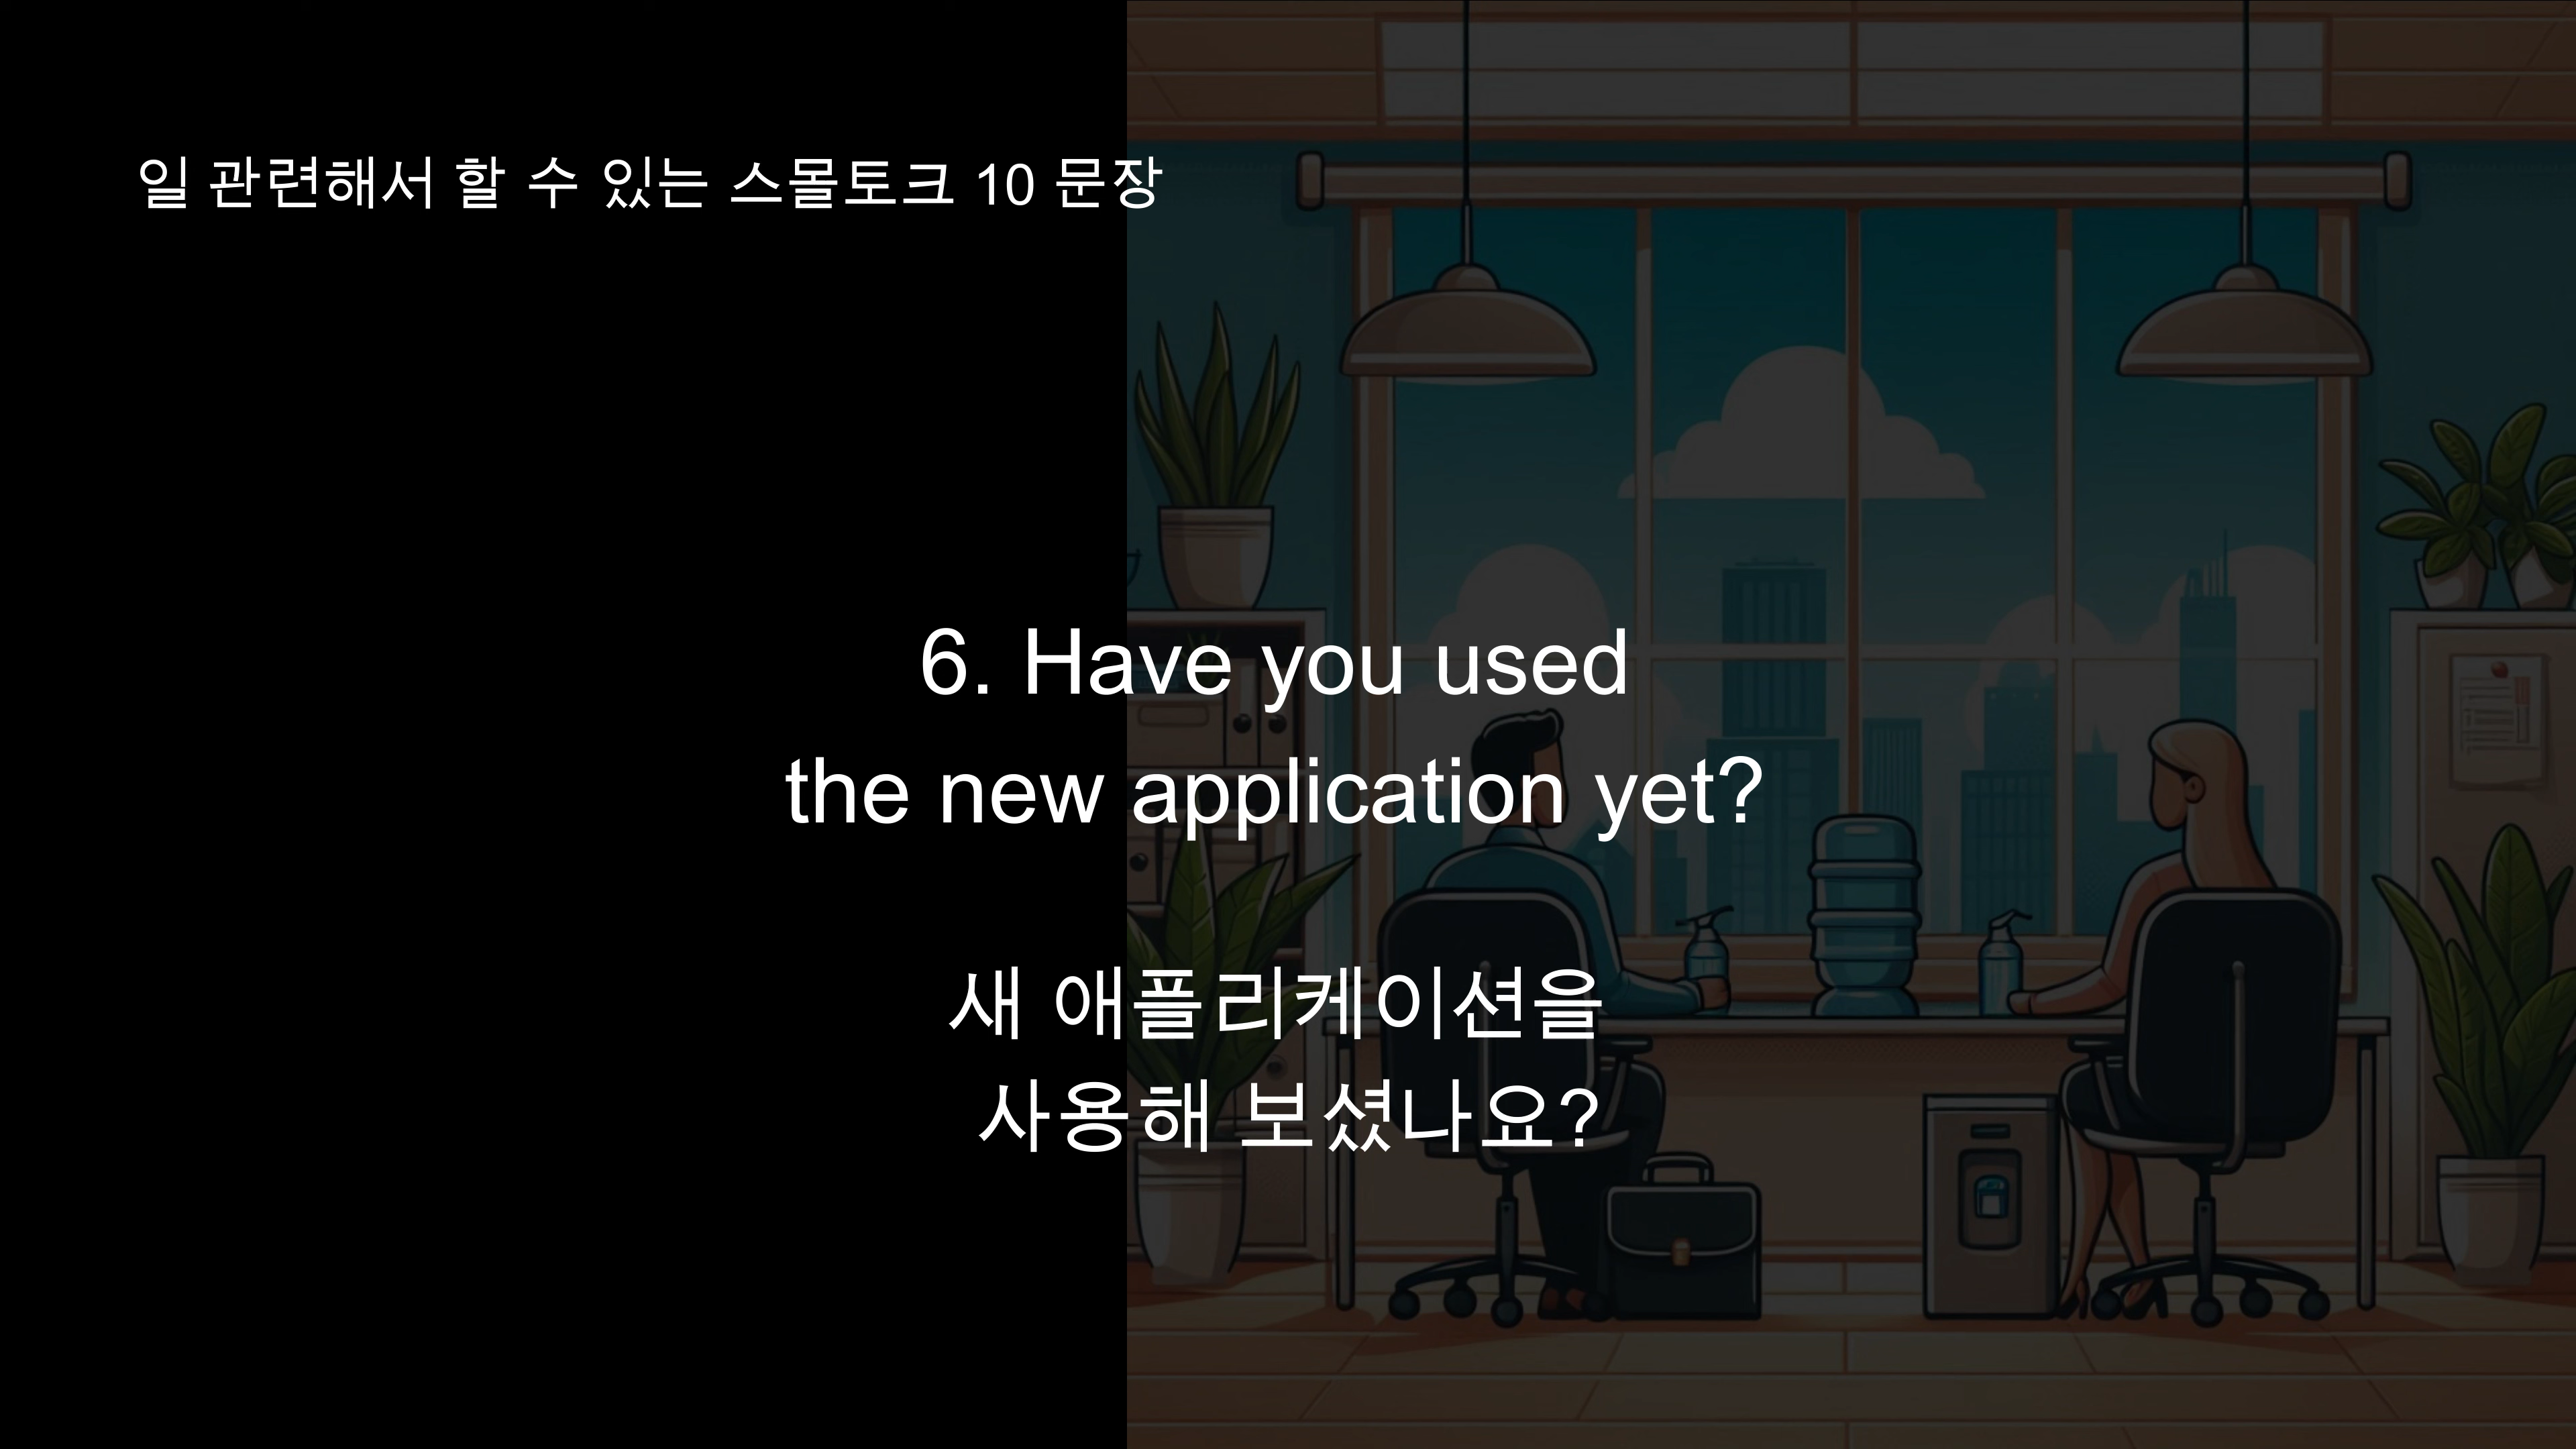 일 관련해서 할 수 있는 스몰토크 10 문장
6. Have you used
the new application yet?
새 애플리케이션을
사용해 보셨나요?